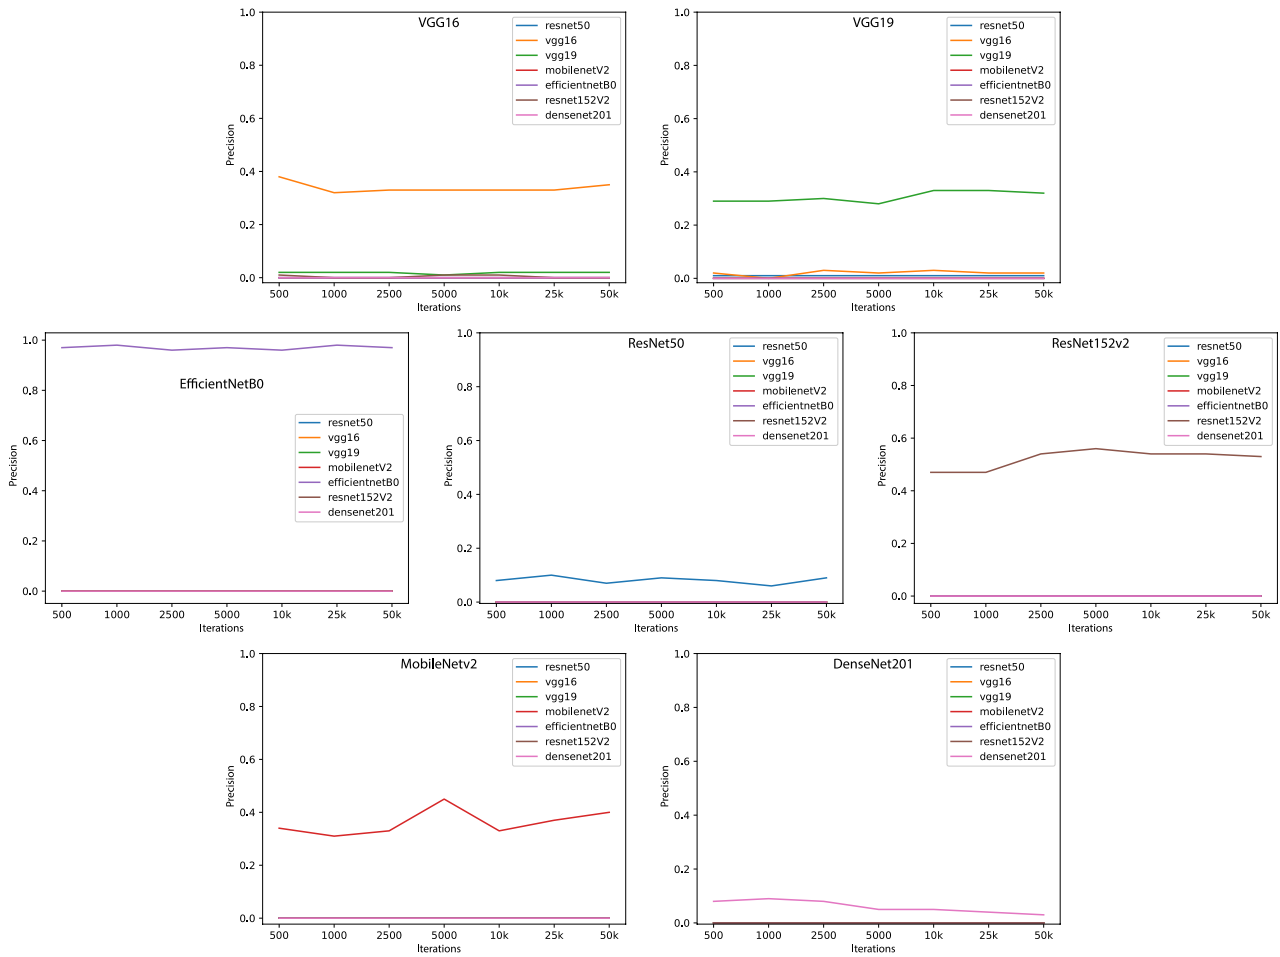 VGG16
1.0
0.8
0.6
0.4
0.2
0.0
Precision
resnet50
vgg16
vgg19
mobilenetV2
efficientnetB0
resnet152V2
densenet201
500 1000 2500 5000 10k 25k 50k
Iterations
VGG19
1.0
0.8
0.6
0.4
0.2
0.0
Precision
resnet50
vgg16
vgg19
mobilenetV2
efficientnetB0
resnet152V2
densenet201
500 1000 2500 5000 10k 25k 50k
Iterations
EfficientNetB0
1.0
0.8
0.6
0.4
0.2
0.0
Precision
resnet50
vgg16
vgg19
mobilenetV2
efficientnetB0
resnet152V2
densenet201
500 1000 2500 5000 10k 25k 50k
Iterations
ResNet50
1.0
0.8
0.6
0.4
0.2
0.0
Precision
resnet50
vgg16
vgg19
mobilenetV2
efficientnetB0
resnet152V2
densenet201
500 1000 2500 5000 10k 25k 50k
Iterations
ResNet152v2
1.0
0.8
0.6
0.4
0.2
0.0
Precision
resnet50
vgg16
vgg19
mobilenetV2
efficientnetB0
resnet152V2
densenet201
500 1000 2500 5000 10k 25k 50k
Iterations
MobileNetv2
1.0
0.8
0.6
0.4
0.2
0.0
Precision
resnet50
vgg16
vgg19
mobilenetV2
efficientnetB0
resnet152V2
densenet201
500 1000 2500 5000 10k 25k 50k
Iterations
DenseNet201
1.0
0.8
0.6
0.4
0.2
0.0
Precision
resnet50
vgg16
vgg19
mobilenetV2
efficientnetB0
resnet152V2
densenet201
500 1000 2500 5000 10k 25k 50k
Iterations